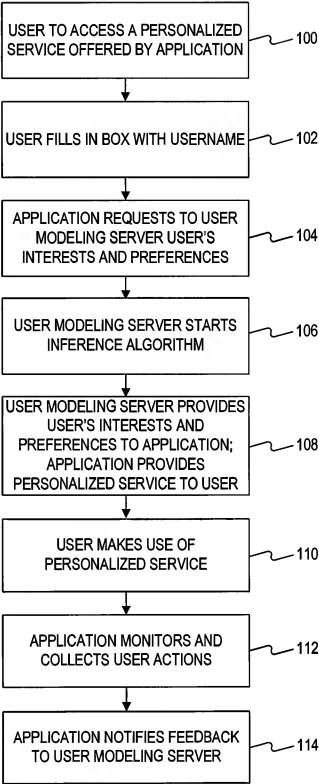 USER TO ACCESS A PERSONALIZED
SERVICE OFFERED BY APPLICATION
100
USER FILLS IN BOX WITH USERNAME
102
APPLICATION REQUESTS TO USER
MODELING SERVER USER'S
INTERESTS AND PREFERENCES
104
USER MODELING SERVER STARTS
INFERENCE ALGORITHM
106
USER MODELING SERVER PROVIDES
USER'S INTERESTS AND
PREFERENCES TO APPLICATION;
APPLICATION PROVIDES
PERSONALIZED SERVICE TO USER
108
USER MAKES USE OF
PERSONALIZED SERVICE
110
APPLICATION MONITORS AND
COLLECTS USER ACTIONS
112
APPLICATION NOTIFIES FEEDBACK
TO USER MODELING SERVER
114